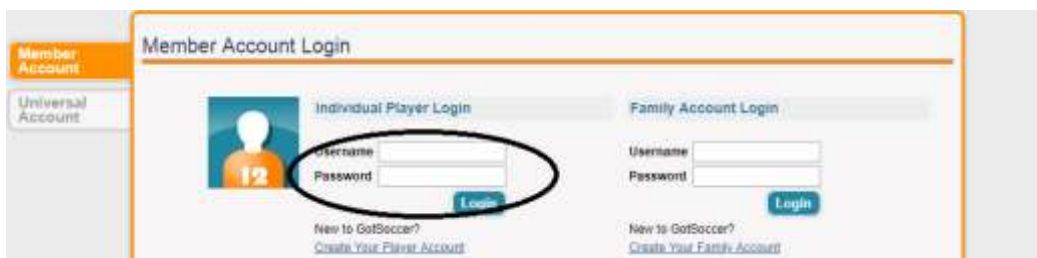 Member Account Login
Member
Account
Universal
Account
Individual Player Login
Username
Password
12
Login
New to GotSoccer?
Create Your Player Account
Family Account Login
Username
Password
Login
New to GotSoccer?
Create Your Family Account